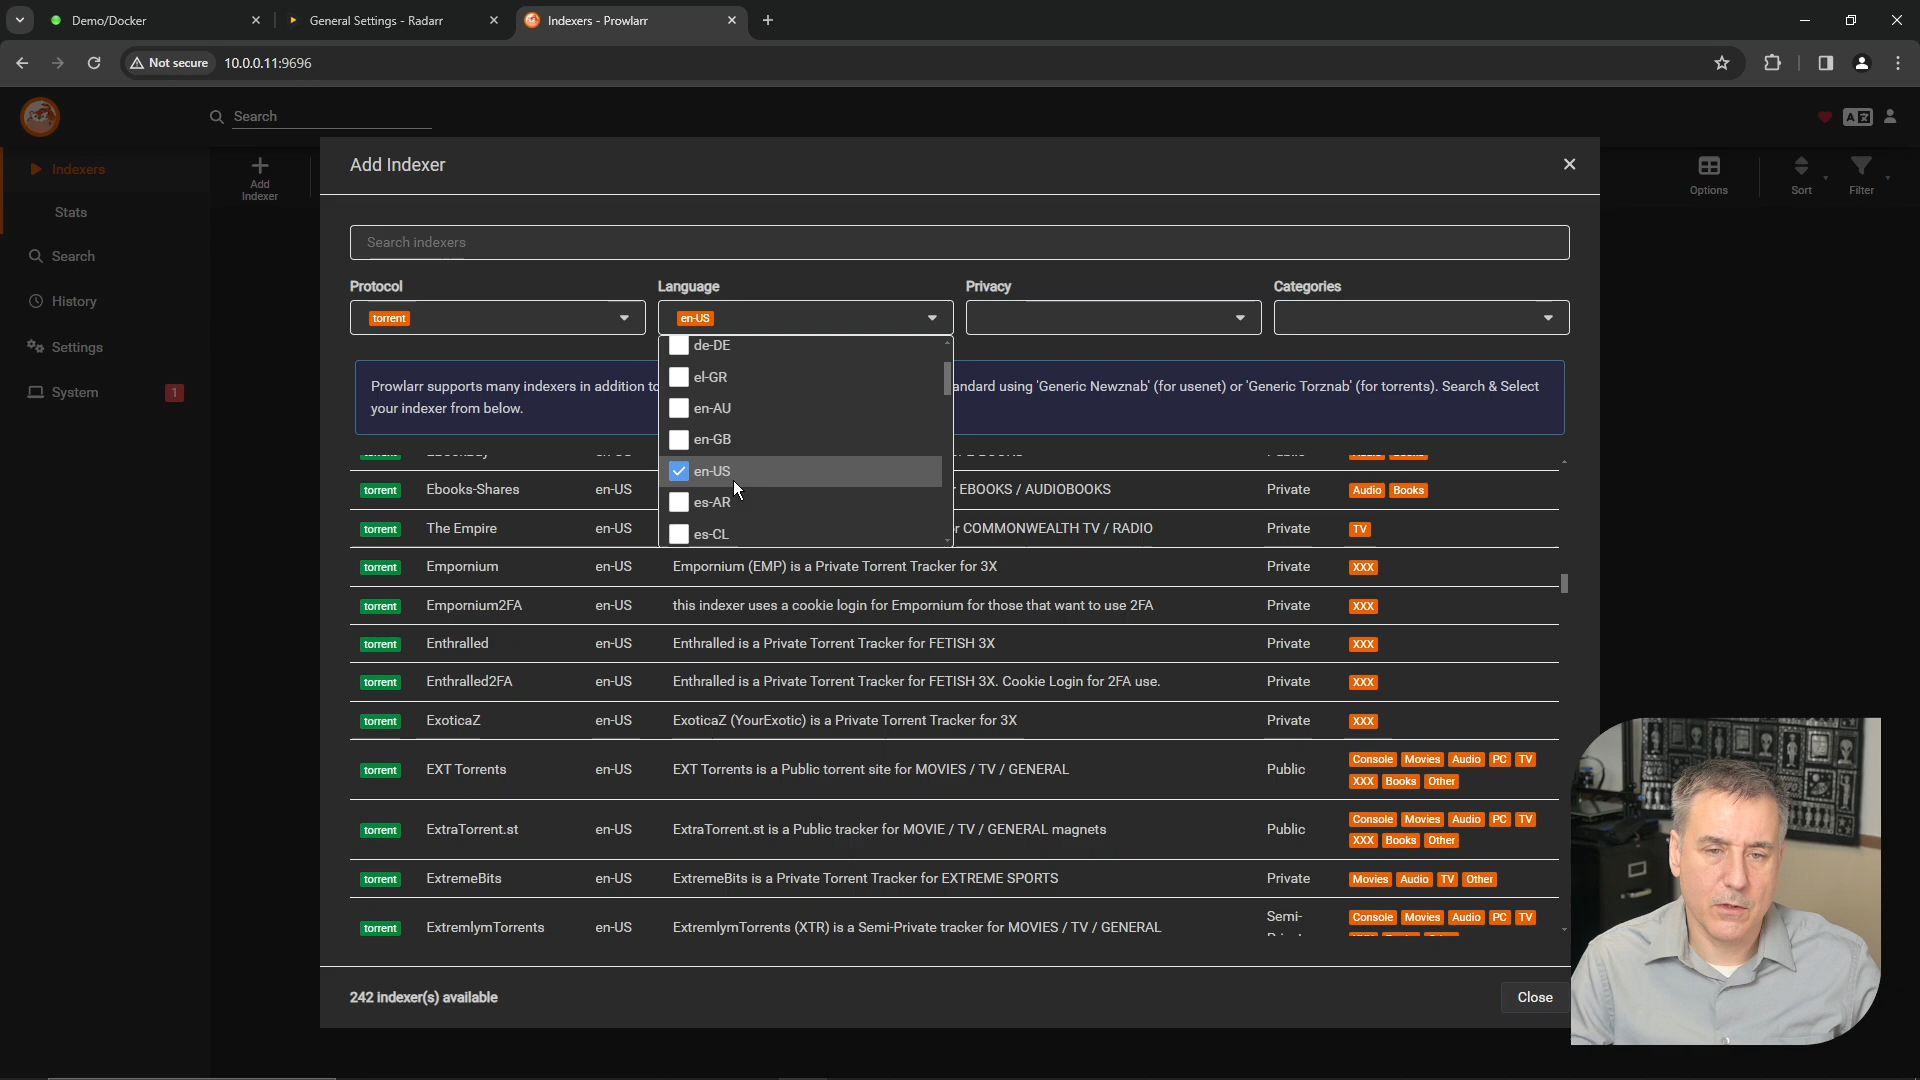 Demo/Docker
General Settings - Radarr
Indexers - Prowlarr
Not secure
10.0.0.11:9696
Search
Indexers
Stats
Search
History
Settings
System 1
Add
Indexer
Options
Sort
Filter
Add Indexer
Search indexers
Protocol
Language
Privacy
Categories
torrent
en-US
de-DE
el-GR
en-AU
en-GB
en-US
es-AR
es-CL
Prowlarr supports many indexers in addition to
andard using 'Generic Newznab' (for usenet) or 'Generic Torznab' (for torrents). Search & Select
your indexer from below.
torrent Ebooks-Shares en-US EBOOKS / AUDIOBOOKS Private Audio Books
torrent The Empire en-US COMMONWEALTH TV / RADIO Private TV
torrent Empornium en-US Empornium (EMP) is a Private Torrent Tracker for 3X Private XXX
torrent Empornium2FA en-US this indexer uses a cookie login for Empornium for those that want to use 2FA Private XXX
torrent Enthralled en-US Enthralled is a Private Torrent Tracker for FETISH 3X Private XXX
torrent Enthralled2FA en-US Enthralled is a Private Torrent Tracker for FETISH 3X. Cookie Login for 2FA use. Private XXX
torrent ExoticaZ en-US ExoticaZ (YourExotic) is a Private Torrent Tracker for 3X Private XXX
torrent EXT Torrents en-US EXT Torrents is a Public torrent site for MOVIES / TV / GENERAL Public Console Movies Audio PC TV
XXX Books Other
torrent ExtraTorrent.st en-US ExtraTorrent.st is a Public tracker for MOVIE / TV / GENERAL magnets Public Console Movies Audio PC TV
XXX Books Other
torrent ExtremeBits en-US ExtremeBits is a Private Torrent Tracker for EXTREME SPORTS Private Movies Audio TV Other
torrent ExtremlymTorrents en-US ExtremlymTorrents (XTR) is a Semi-Private tracker for MOVIES / TV / GENERAL Semi- Console Movies Audio PC TV
242 indexer(s) available
Close